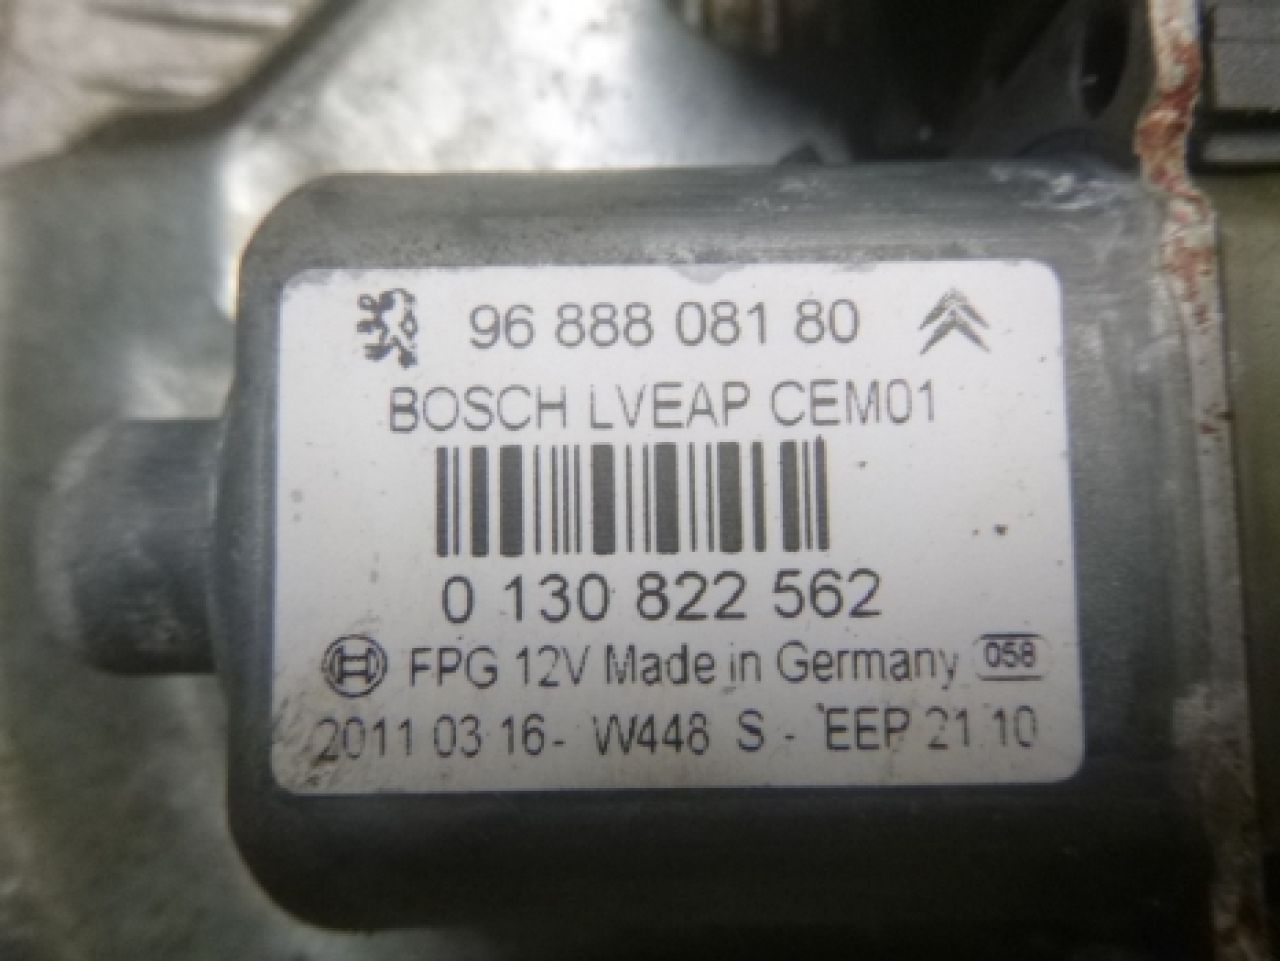 96 888 081 80
BOSCH LVEAP CEM01
0 130 822 562
FPG 12V Made in Germany 058
2011 03 16- W448 S - EEP 21 10